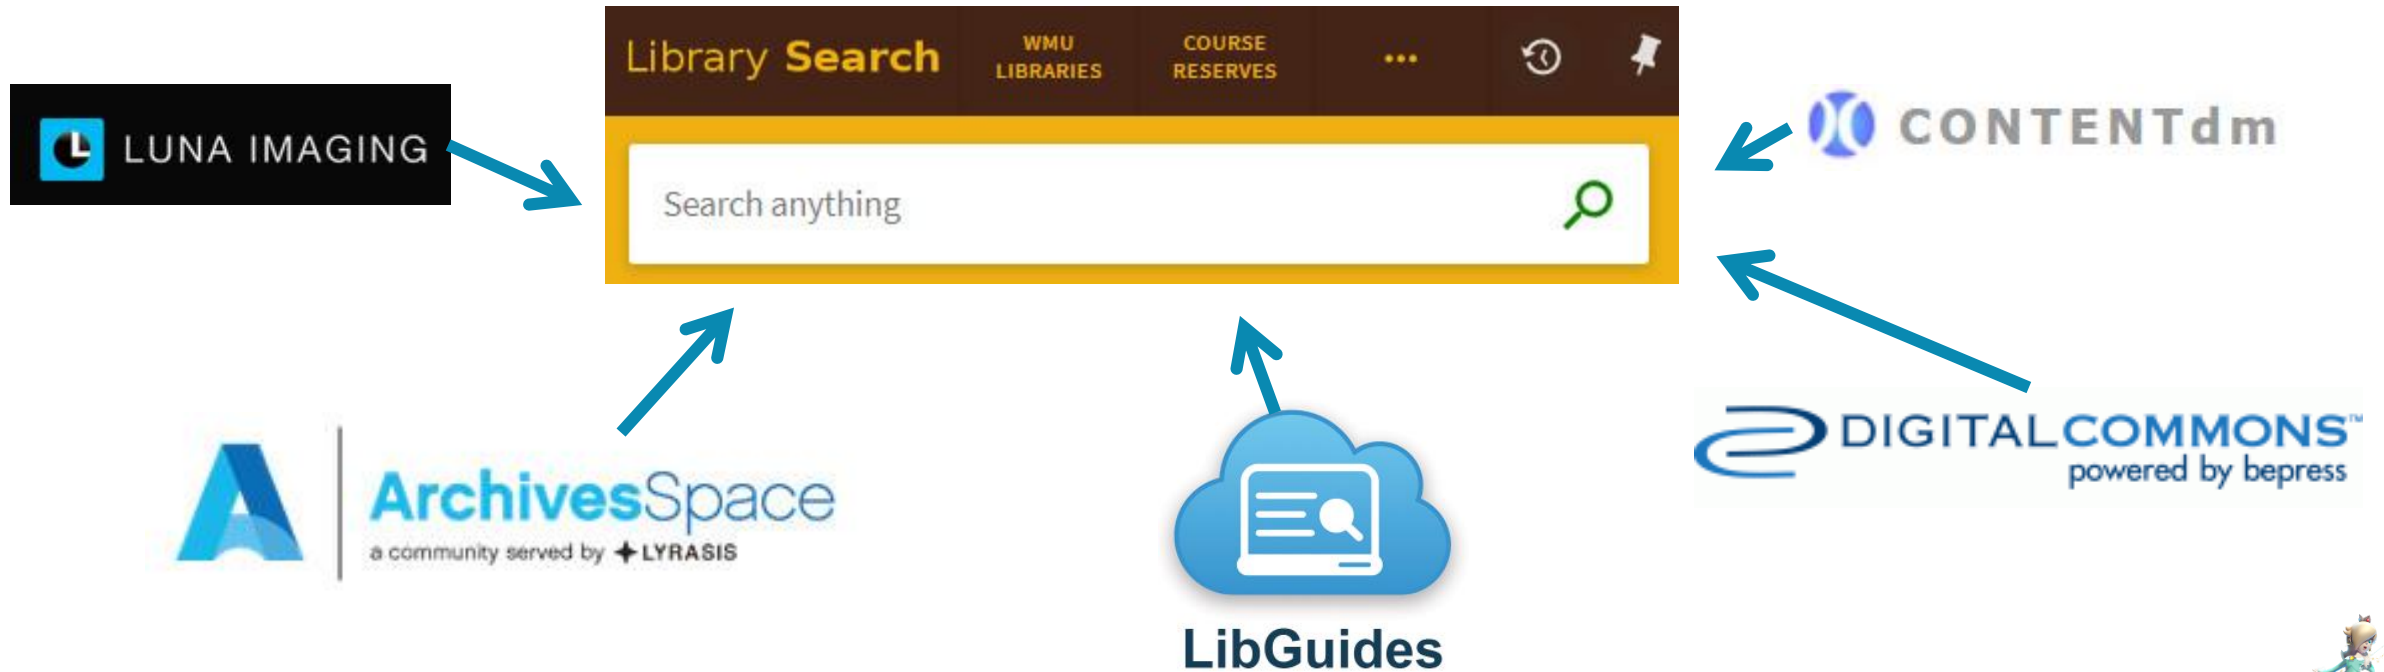 Library Search
WMU
LIBRARIES
COURSE
RESERVES
•••
Search anything
LUNA IMAGING
CONTENTdm
ArchivesSpace
a community served by LYRASIS
LibGuides
DIGITALCOMMONS™
powered by bepress